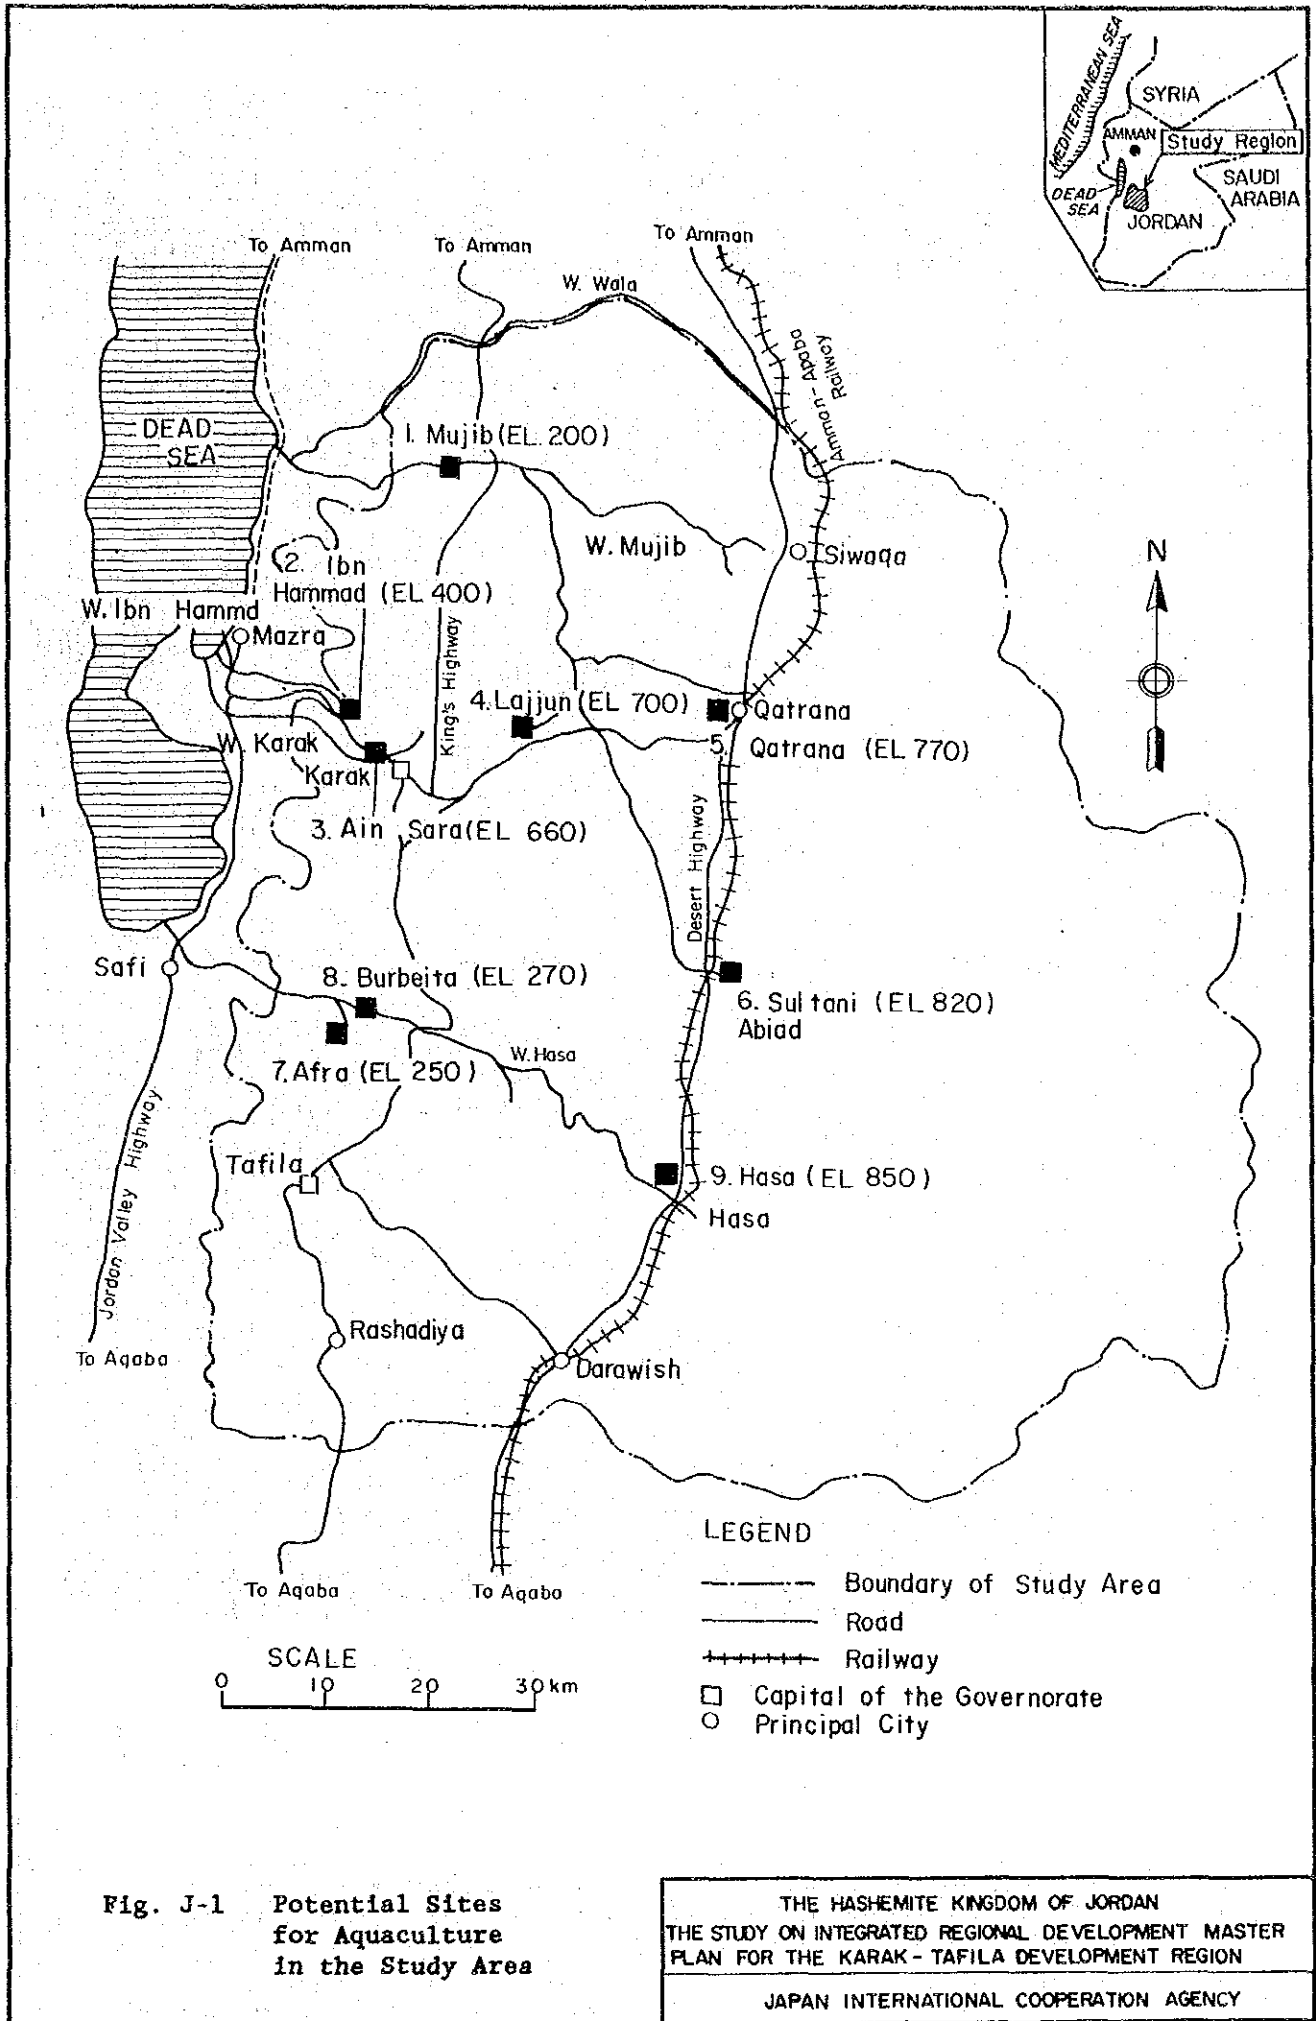 MEDITERRANEAN SEA
SYRIA
AMMAN
Study Region
DEAD
SEA
SAUDI
ARABIA
JORDAN
To Amman
To Amman
To Amman
W. Wala
Amman-Apaba
Railwey
DEAD
SEA
1. Mujib (EL. 200)
W. Mujib
Siwaqa
N
2. Ibn
Hammad (EL 400)
W. Ibn Hammd
Mazra
King's Highway
4. Lajjun (EL 700)
Qatrana
5. Qatrana (EL 770)
W. Karak
Karak
3. Ain Sara (EL 660)
Desert Highway
Safi
8. Burbeita (EL 270)
6. Sultani (EL 820)
Abiad
7. Afra (EL 250)
W. Hasa
Jordan Valley Highway
Tafila
9. Hasa (EL 850)
Hasa
Rashadiya
To Aqaba
Darawish
To Aqaba
To Aqaba
LEGEND
Boundary of Study Area
Road
Railway
Capital of the Governorate
Principal City
SCALE
0 10 20 30 km
Fig. J-1 Potential Sites
for Aquaculture
in the Study Area
THE HASHEMITE KINGDOM OF JORDAN
THE STUDY ON INTEGRATED REGIONAL DEVELOPMENT MASTER
PLAN FOR THE KARAK - TAFILA DEVELOPMENT REGION
JAPAN INTERNATIONAL COOPERATION AGENCY